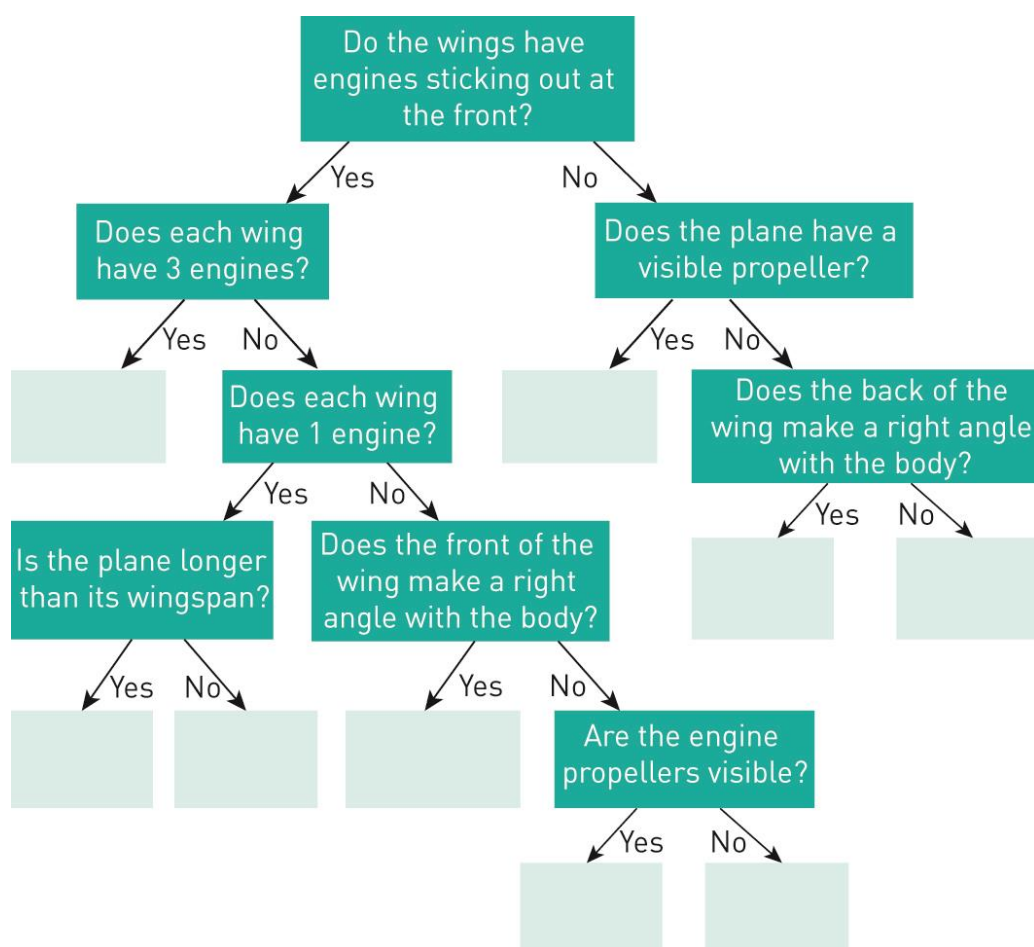 Do the wings have
engines sticking out at
the front?
Yes
No
Does each wing
have 3 engines?
Does the plane have a
visible propeller?
Yes
No
Yes
No
Does each wing
have 1 engine?
Does the back of the
wing make a right angle
with the body?
Yes
No
Yes
No
Is the plane longer
than its wingspan?
Does the front of the
wing make a right
angle with the body?
Yes
No
Yes
No
Are the engine
propellers visible?
Yes
No